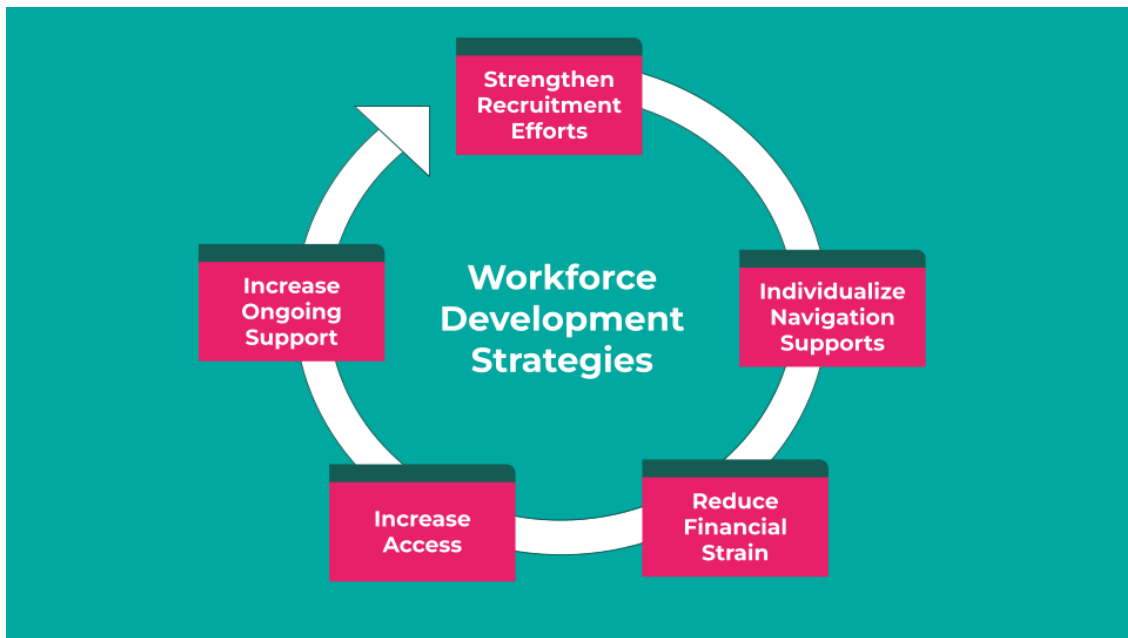 Strengthen
Recruitment
Efforts
Increase
Ongoing
Support
Workforce
Development
Strategies
Individualize
Navigation
Supports
Increase
Access
Reduce
Financial
Strain